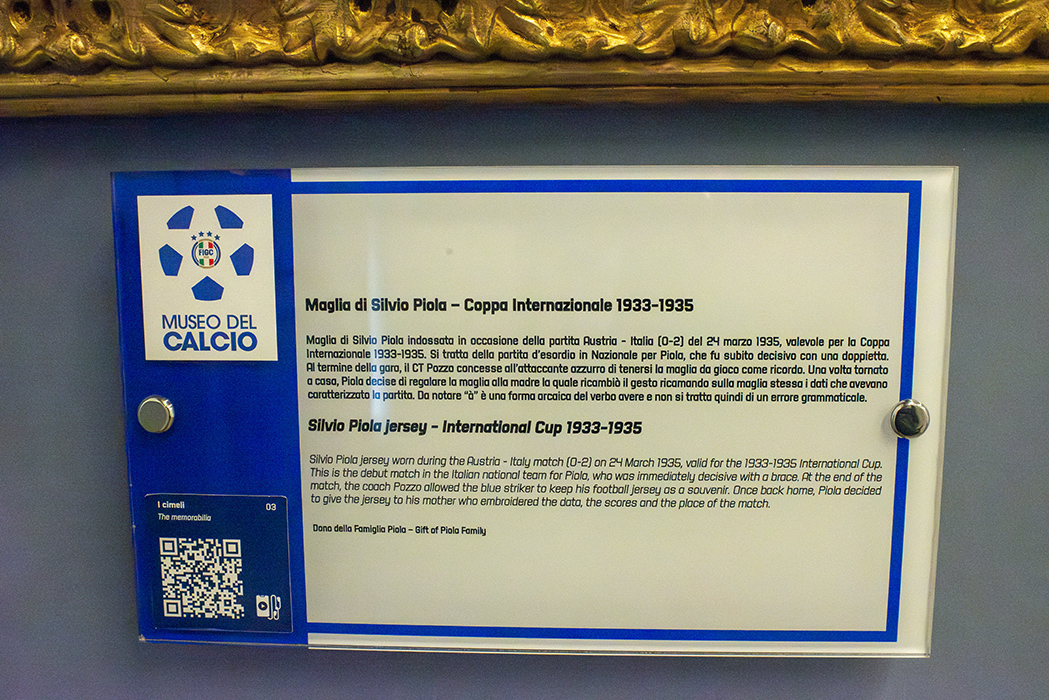 FIGC
MUSEO DEL
CALCIO
Maglia di Silvio Piola – Coppa Internazionale 1933-1935
Maglia di Silvio Piola indossata in occasione della partita Austria - Italia (0-2) del 24 marzo 1935, valevole per la Coppa
Internazionale 1933-1935. Si tratta della partita d'esordio in Nazionale per Piola, che fu subito decisivo con una doppietta.
Al termine della gara, il CT Pozzo concesse all'attaccante azzurro di tenersi la maglia da gioco come ricordo. Una volta tornato
a casa, Piola decise di regalare la maglia alla madre la quale ricambiò il gesto ricamando sulla maglia stessa i dati che avevano
caratterizzato la partita. Da notare "à" è una forma arcaica del verbo avere e non si tratta quindi di un errore grammaticale.
Silvio Piola jersey – International Cup 1933-1935
Silvio Piola jersey worn during the Austria - Italy match (0-2) on 24 March 1935, valid for the 1933-1935 International Cup.
This is the debut match in the Italian national team for Piola, who was immediately decisive with a brace. At the end of the
match, the coach Pozzo allowed the blue striker to keep his football jersey as a souvenir. Once back home, Piola decided
to give the jersey to his mother who embroidered the data, the scores and the place of the match.
Dono della Famiglia Piola – Gift of Piola Family
I cimeli 03
The memorabilia